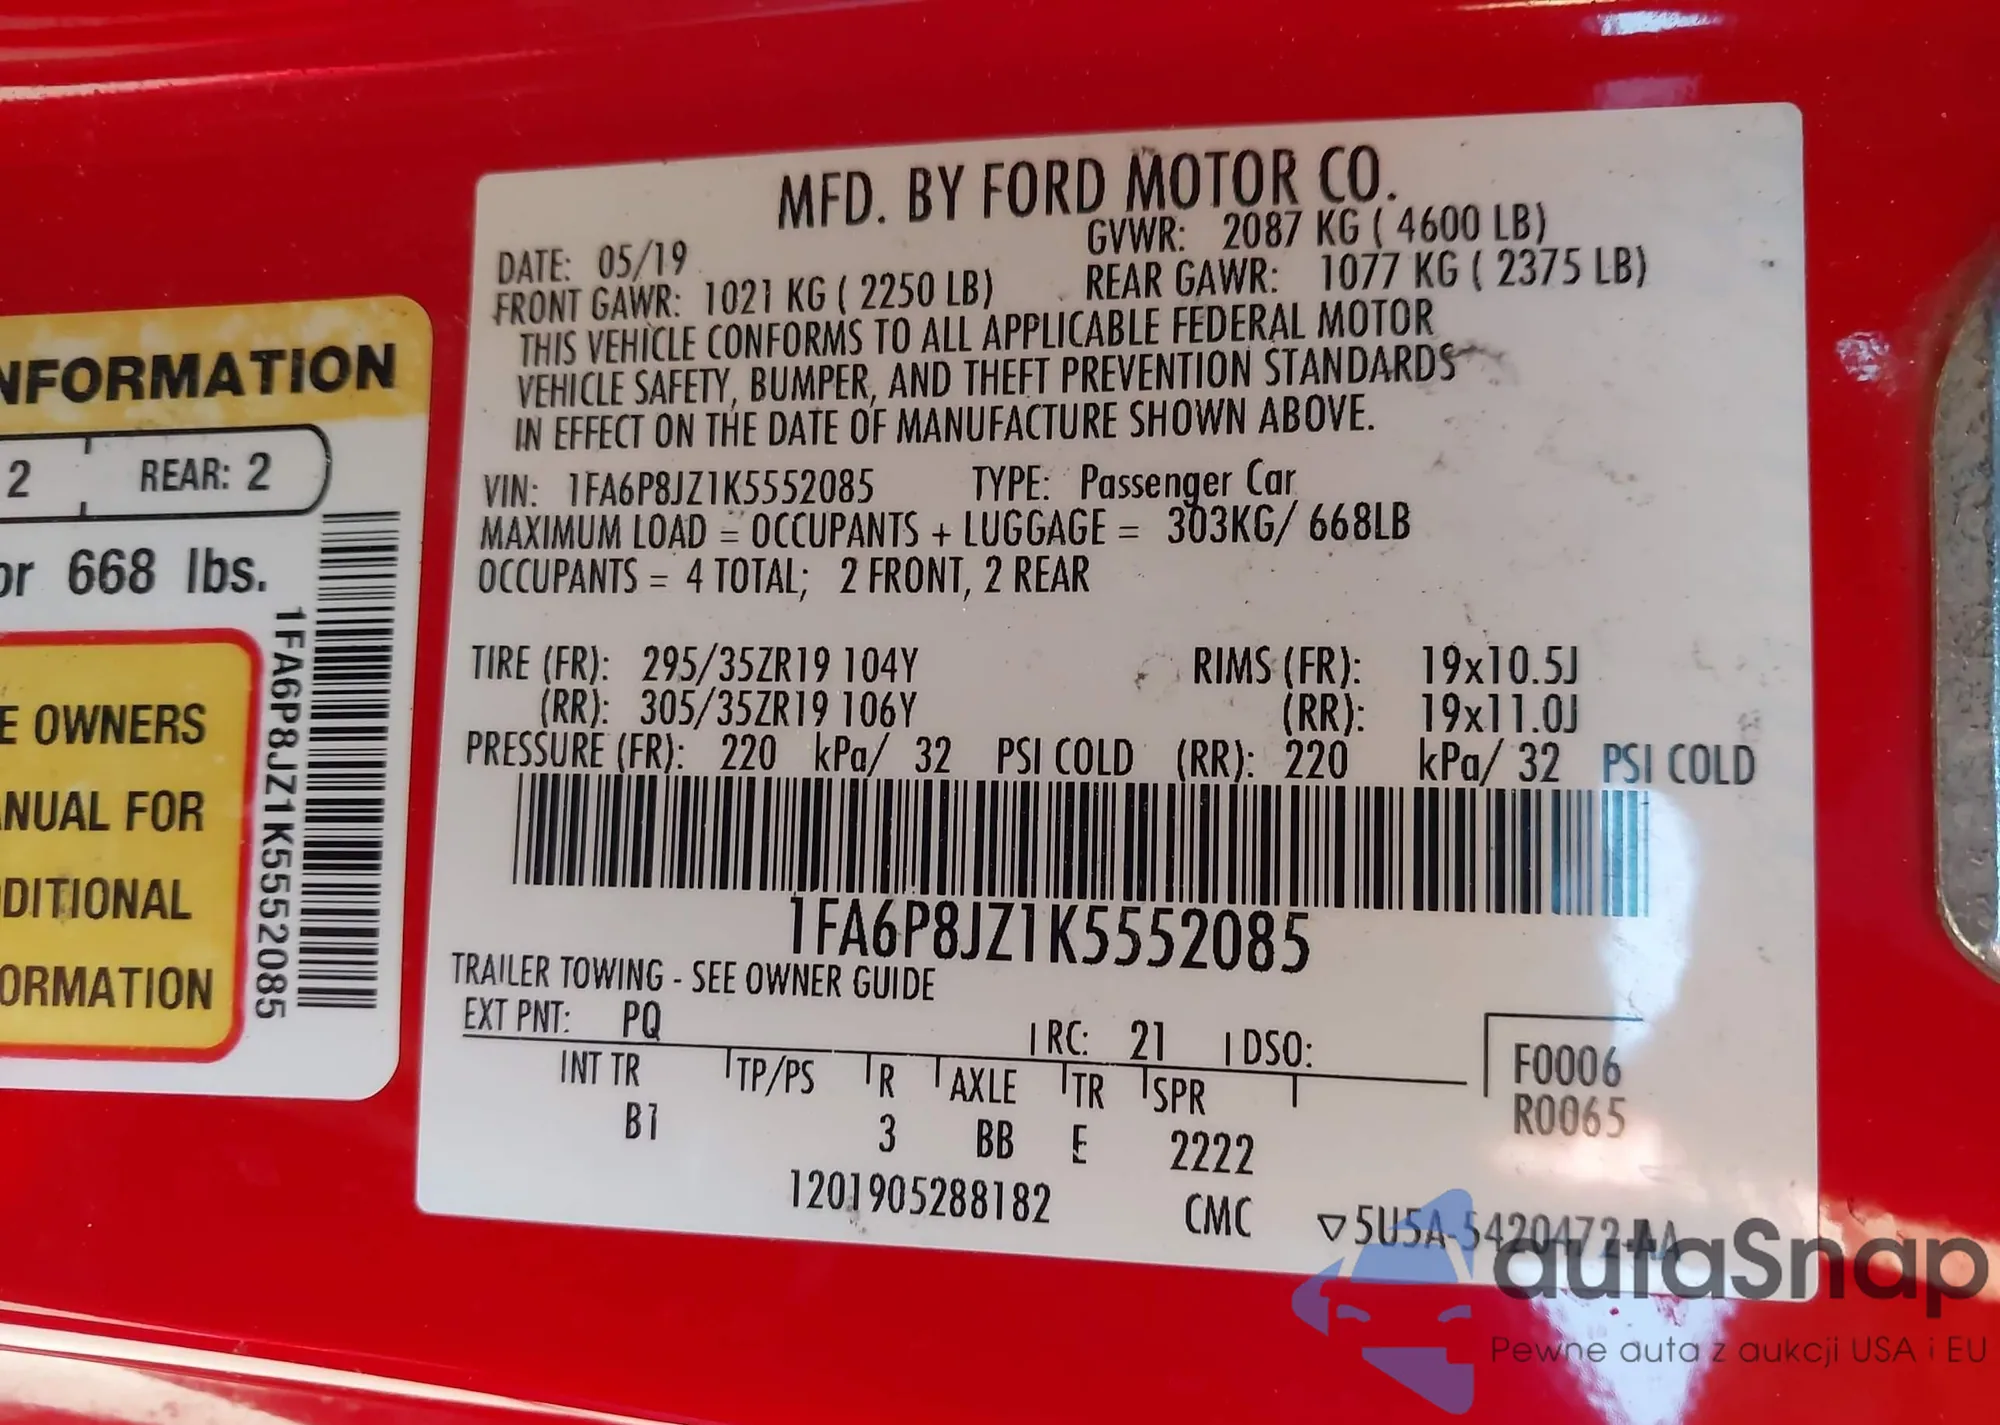 NFORMATION
2 REAR: 2
or 668 lbs.
E OWNERS
NUAL FOR
DITIONAL
ORMATION
1FA6P8JZ1K5552085
MFD. BY FORD MOTOR CO.
DATE: 05/19 GVWR: 2087 KG ( 4600 LB)
FRONT GAWR: 1021 KG ( 2250 LB) REAR GAWR: 1077 KG ( 2375 LB)
THIS VEHICLE CONFORMS TO ALL APPLICABLE FEDERAL MOTOR
VEHICLE SAFETY, BUMPER, AND THEFT PREVENTION STANDARDS
IN EFFECT ON THE DATE OF MANUFACTURE SHOWN ABOVE.
VIN: 1FA6P8JZ1K5552085 TYPE: Passenger Car
MAXIMUM LOAD = OCCUPANTS + LUGGAGE = 303KG/ 668LB
OCCUPANTS = 4 TOTAL; 2 FRONT, 2 REAR
TIRE (FR): 295/35ZR19 104Y RIMS (FR): 19x10.5J
(RR): 305/35ZR19 106Y (RR): 19x11.0J
PRESSURE (FR): 220 kPa/ 32 PSI COLD (RR): 220 kPa/ 32 PSI COLD
1FA6P8JZ1K5552085
TRAILER TOWING - SEE OWNER GUIDE
EXT PNT: PQ RC: 21 DSO:
INT TR TP/PS R AXLE TR SPR
B1 3 BB E 2222
F0006
R0065
1201905288182 CMC ▽5U5A-5420472-AA
autaSnap
Pewne auta z aukcji USA i EU